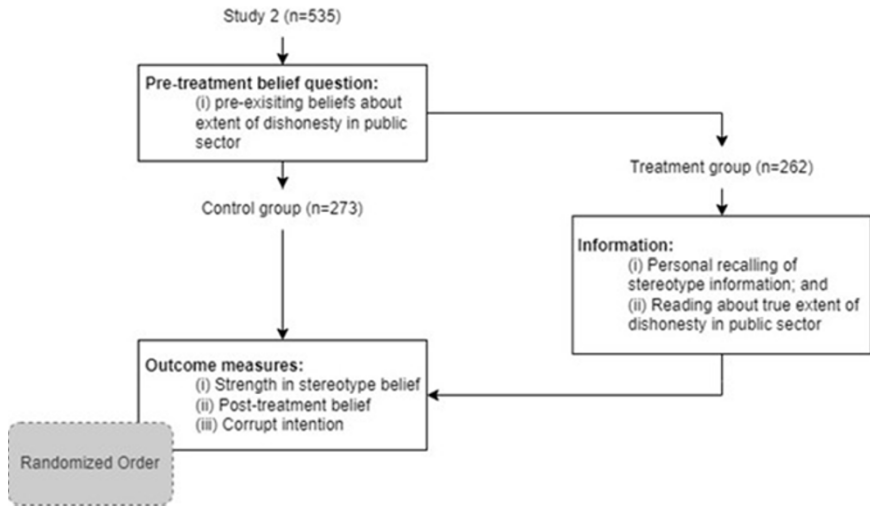 Study 2 (n=535)
Pre-treatment belief question:
(i) pre-exisiting beliefs about
extent of dishonesty in public
sector
Treatment group (n=262)
Control group (n=273)
Information:
(i) Personal recalling of
stereotype information; and
(ii) Reading about true extent of
dishonesty in public sector
Outcome measures:
(i) Strength in stereotype belief
(ii) Post-treatment belief
(iii) Corrupt intention
Randomized Order